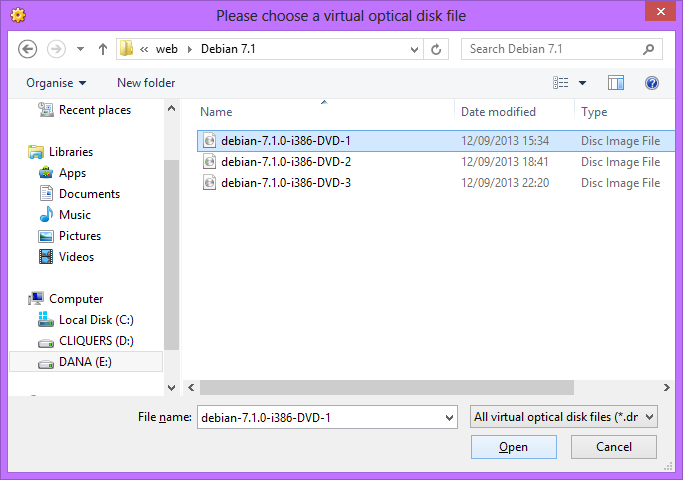 Please choose a virtual optical disk file
« web Debian 7.1 Search Debian 7.1
Organise New folder
Recent places
Libraries
Apps
Documents
Music
Pictures
Videos
Computer
Local Disk (C:)
CLIQUERS (D:)
DANA (E:)
Name Date modified Type
debian-7.1.0-i386-DVD-1 12/09/2013 15:34 Disc Image File
debian-7.1.0-i386-DVD-2 12/09/2013 18:41 Disc Image File
debian-7.1.0-i386-DVD-3 12/09/2013 22:20 Disc Image File
File name: debian-7.1.0-i386-DVD-1 All virtual optical disk files (*.dr
Open Cancel